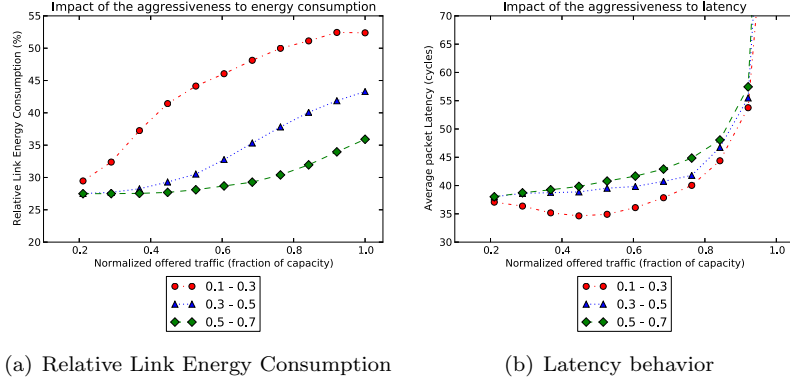 Impact of the aggressiveness to energy consumption
Relative Link Energy Consumption (%)
55
50
45
40
35
30
25
20
0.2
0.4
0.6
0.8
1.0
Normalized offered traffic (fraction of capacity)
0.1 - 0.3
0.3 - 0.5
0.5 - 0.7
(a) Relative Link Energy Consumption
Impact of the aggressiveness to latency
Average packet Latency (cycles)
70
65
60
55
50
45
40
35
30
0.2
0.4
0.6
0.8
1.0
Normalized offered traffic (fraction of capacity)
0.1 - 0.3
0.3 - 0.5
0.5 - 0.7
(b) Latency behavior